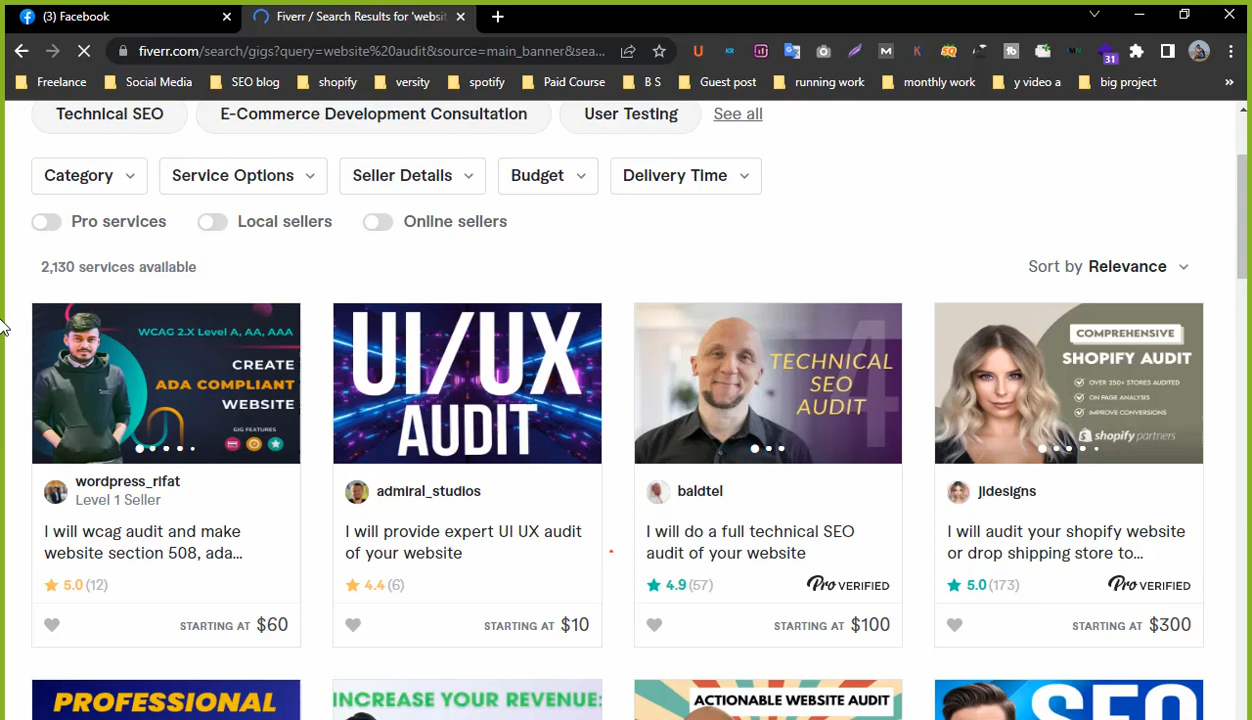 (3) Facebook
Fiverr / Search Results for 'websi
fiverr.com/search/gigs?query=website%20audit&source=main_banner&sea...
31
Freelance
Social Media
SEO blog
shopify
versity
spotify
Paid Course
B S
Guest post
running work
monthly work
y video a
big project
Technical SEO
E-Commerce Development Consultation
User Testing
See all
Category
Service Options
Seller Details
Budget
Delivery Time
Pro services
Local sellers
Online sellers
2,130 services available
Sort by Relevance
WCAG 2.X Level A, AA, AAA
CREATE
ADA COMPLIANT
WEBSITE
GIG FEATURES
wordpress_rifat
Level 1 Seller
I will wcag audit and make
website section 508, ada...
5.0 (12)
STARTING AT $60
UI/UX
AUDIT
admiral_studios
I will provide expert UI UX audit
of your website
4.4 (6)
STARTING AT $10
4
TECHNICAL
SEO
AUDIT
baldtel
I will do a full technical SEO
audit of your website
4.9 (57)
Pro VERIFIED
STARTING AT $100
COMPREHENSIVE
SHOPIFY AUDIT
OVER 250+ STORES AUDITED
ON PAGE ANALYSIS
IMPROVE CONVERSIONS
shopify partners
jldesigns
I will audit your shopify website
or drop shipping store to...
5.0 (173)
Pro VERIFIED
STARTING AT $300
PROFESSIONAL
INCREASE YOUR REVENUE:
ACTIONABLE WEBSITE AUDIT
SEO